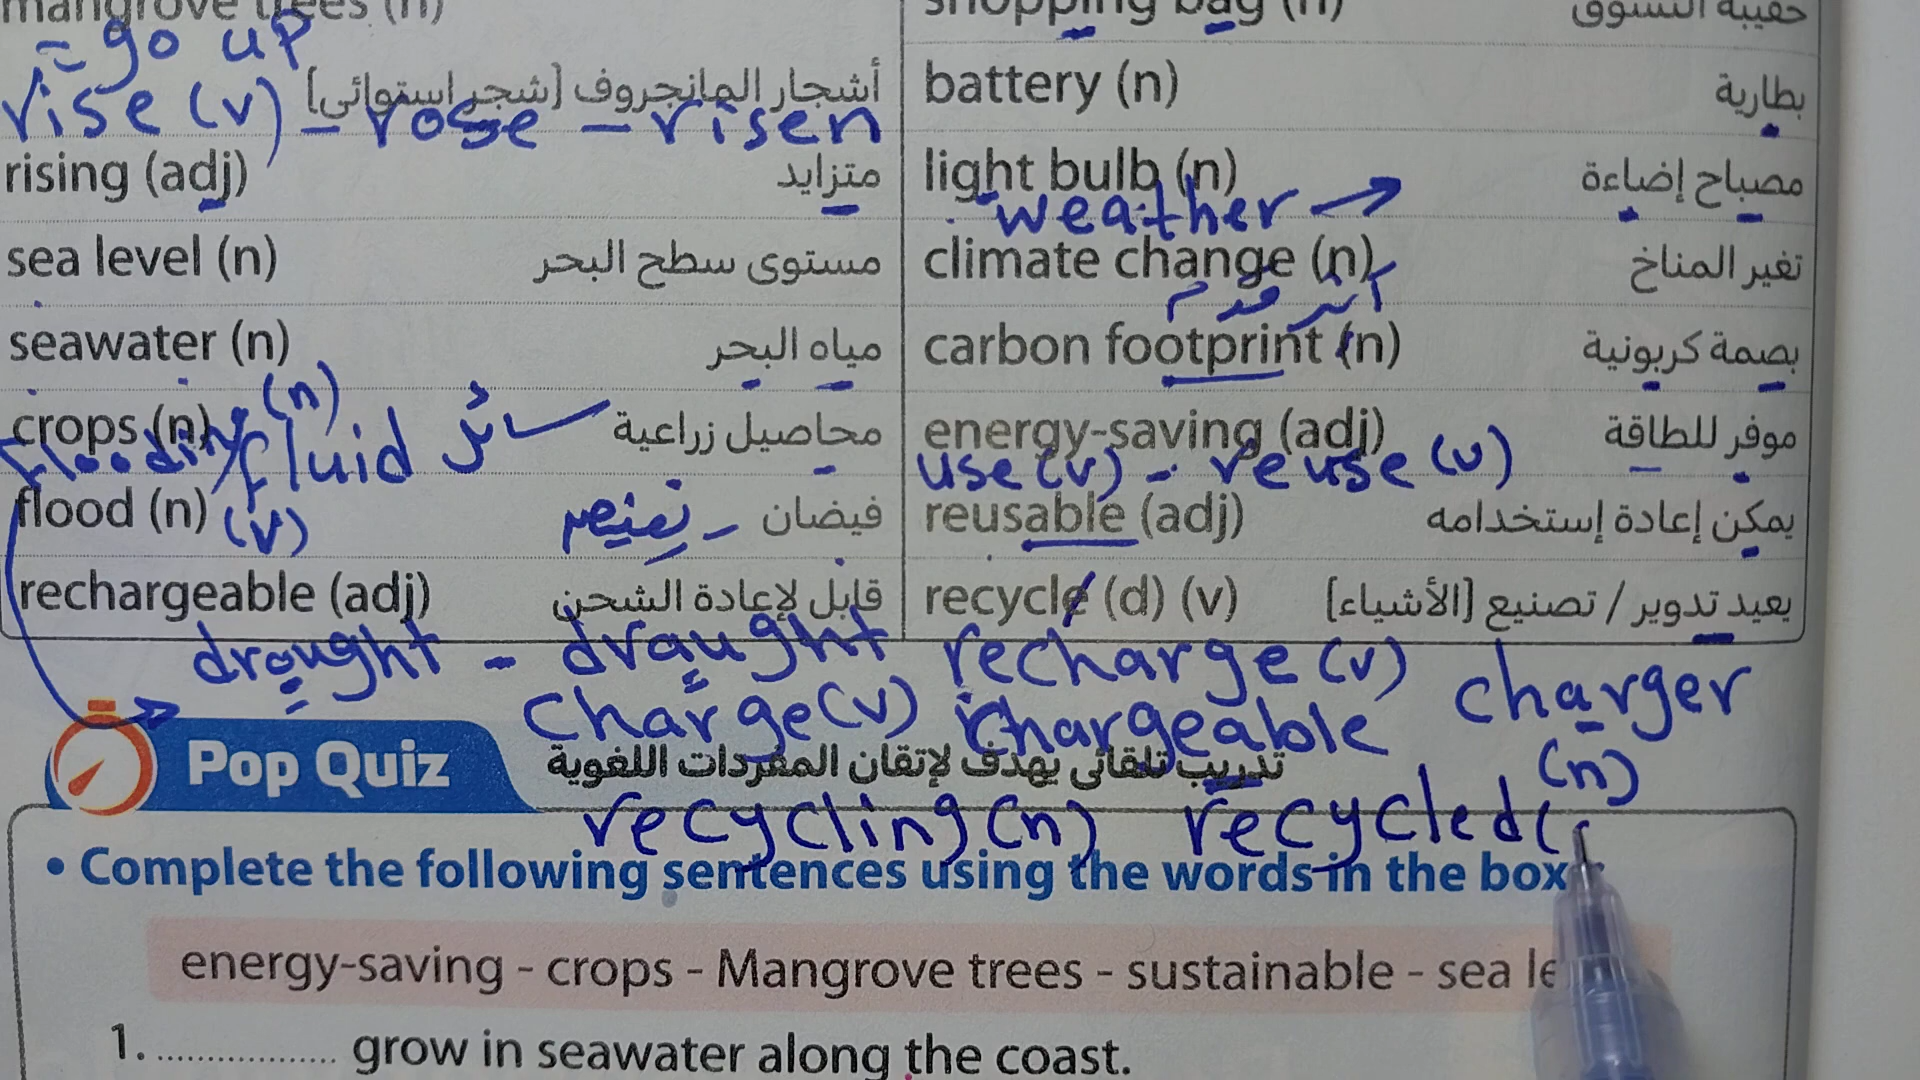 mangrove trees (n)
= go up
rise (v) - rose - risen
أشجار المانجروف [شجر استوائى]
rising (adj) متزايد
sea level (n) مستوى سطح البحر
seawater (n) مياه البحر
(n)
crops (n) محاصيل زراعية
flooding / fluid سائل
flood (n) (v) فيضان
rechargeable (adj) قابل لإعادة الشحن
shopping bag (n) حقيبة التسوق
battery (n) بطارية
light bulb (n) مصباح إضاءة
weather →
climate change (n) تغير المناخ
أثر قدم
carbon footprint (n) بصمة كربونية
energy-saving (adj) موفر للطاقة
use (v) - reuse (v)
reusable (adj) يمكن إعادة إستخدامه
recycle (d) (v) يعيد تدوير / تصنيع [الأشياء]
drought - draught recharge (v) charger
charge (v) chargeable (n)
Pop Quiz تدريب تلقائى يهدف لإتقان المفردات اللغوية
recycling (n) recycled (
• Complete the following sentences using the words in the box
energy-saving - crops - Mangrove trees - sustainable - sea le
1. ................ grow in seawater along the coast.